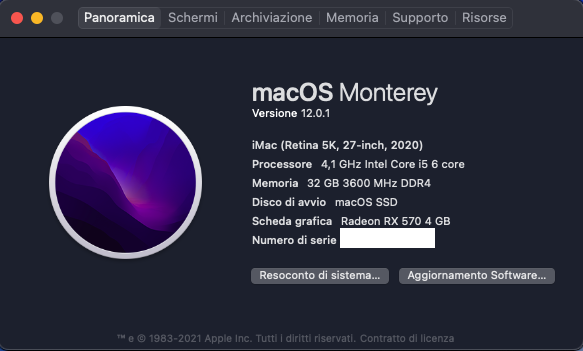 Panoramica Schermi Archiviazione Memoria Supporto Risorse
macOS Monterey
Versione 12.0.1
iMac (Retina 5K, 27-inch, 2020)
Processore 4,1 GHz Intel Core i5 6 core
Memoria 32 GB 3600 MHz DDR4
Disco di avvio macOS SSD
Scheda grafica Radeon RX 570 4 GB
Numero di serie
Resoconto di sistema... Aggiornamento Software...
™ e © 1983-2021 Apple Inc. Tutti i diritti riservati. Contratto di licenza